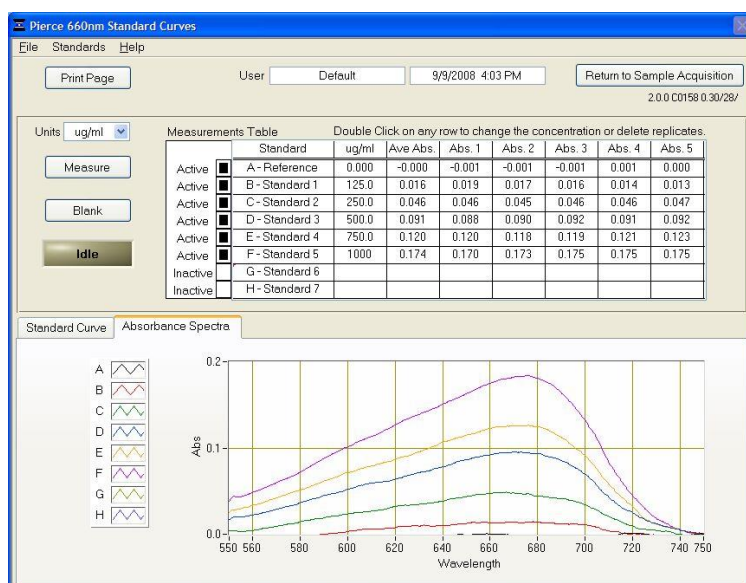 Pierce 660nm Standard Curves
File Standards Help
Print Page
User Default 9/9/2008 4:03 PM
Return to Sample Acquisition
2.0.0 C0158 0.30/28/
Units ug/ml
Measure
Blank
Idle
Measurements Table Double Click on any row to change the concentration or delete replicates.
Standard ug/ml Ave Abs. Abs. 1 Abs. 2 Abs. 3 Abs. 4 Abs. 5
Active A - Reference 0.000 -0.000 -0.001 -0.001 -0.001 0.001 0.000
Active B - Standard 1 125.0 0.016 0.019 0.017 0.016 0.014 0.013
Active C - Standard 2 250.0 0.046 0.046 0.045 0.046 0.046 0.047
Active D - Standard 3 500.0 0.091 0.088 0.090 0.092 0.091 0.092
Active E - Standard 4 750.0 0.120 0.120 0.118 0.119 0.121 0.123
Active F - Standard 5 1000 0.174 0.170 0.173 0.175 0.175 0.175
Inactive G - Standard 6
Inactive H - Standard 7
Standard Curve Absorbance Spectra
A
B
C
D
E
F
G
H
0.2
0.1
0.0
Abs
550 560 580 600 620 640 660 680 700 720 740 750
Wavelength